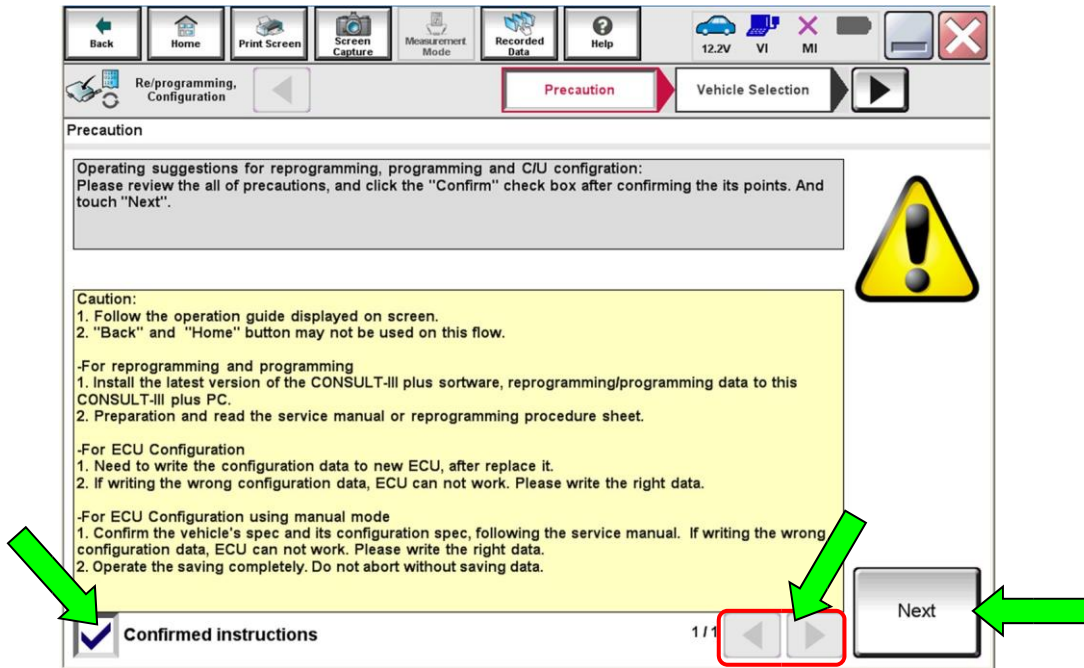 Back
Home
Print Screen
Screen
Capture
Measurement
Mode
Recorded
Data
Help
12.2V
VI
MI
Re/programming,
Configuration
Precaution
Vehicle Selection
Precaution
Operating suggestions for reprogramming, programming and C/U configration:
Please review the all of precautions, and click the "Confirm" check box after confirming the its points. And
touch "Next".
Caution:
1. Follow the operation guide displayed on screen.
2. "Back" and "Home" button may not be used on this flow.
-For reprogramming and programming
1. Install the latest version of the CONSULT-III plus sortware, reprogramming/programming data to this
CONSULT-III plus PC.
2. Preparation and read the service manual or reprogramming procedure sheet.
-For ECU Configuration
1. Need to write the configuration data to new ECU, after replace it.
2. If writing the wrong configuration data, ECU can not work. Please write the right data.
-For ECU Configuration using manual mode
1. Confirm the vehicle's spec and its configuration spec, following the service manual. If writing the wrong
configuration data, ECU can not work. Please write the right data.
2. Operate the saving completely. Do not abort without saving data.
Confirmed instructions
1/1
Next